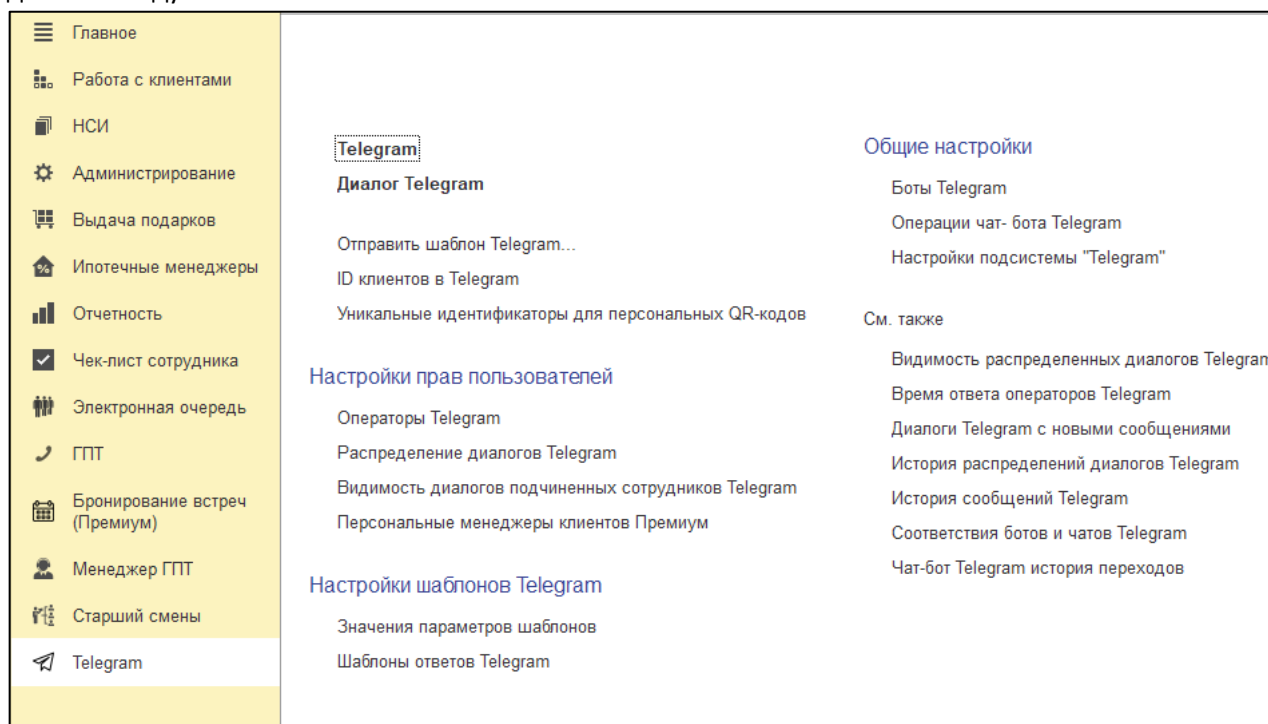 Главное
Работа с клиентами
НСИ
Администрирование
Выдача подарков
Ипотечные менеджеры
Отчетность
Чек-лист сотрудника
Электронная очередь
ГПТ
Бронирование встреч
(Премиум)
Менеджер ГПТ
Старший смены
Telegram
Telegram
Диалог Telegram
Отправить шаблон Telegram...
ID клиентов в Telegram
Уникальные идентификаторы для персональных QR-кодов
Настройки прав пользователей
Операторы Telegram
Распределение диалогов Telegram
Видимость диалогов подчиненных сотрудников Telegram
Персональные менеджеры клиентов Премиум
Настройки шаблонов Telegram
Значения параметров шаблонов
Шаблоны ответов Telegram
Общие настройки
Боты Telegram
Операции чат- бота Telegram
Настройки подсистемы "Telegram"
См. также
Видимость распределенных диалогов Telegram
Время ответа операторов Telegram
Диалоги Telegram с новыми сообщениями
История распределений диалогов Telegram
История сообщений Telegram
Соответствия ботов и чатов Telegram
Чат-бот Telegram история переходов